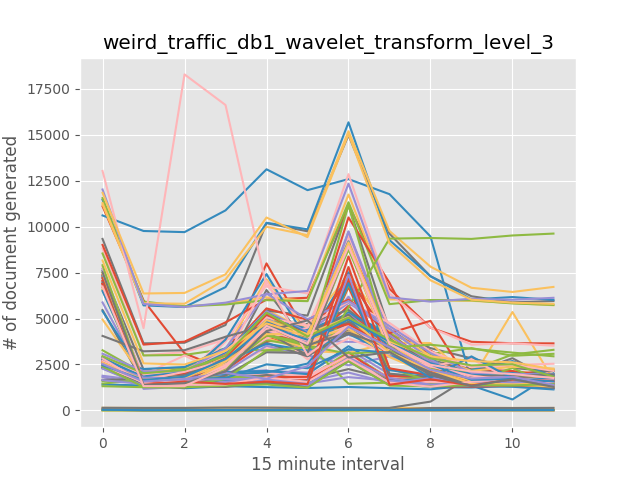 weird_traffic_db1_wavelet_transform_level_3
# of document generated
17500
15000
12500
10000
7500
5000
2500
0
0 2 4 6 8 10
15 minute interval